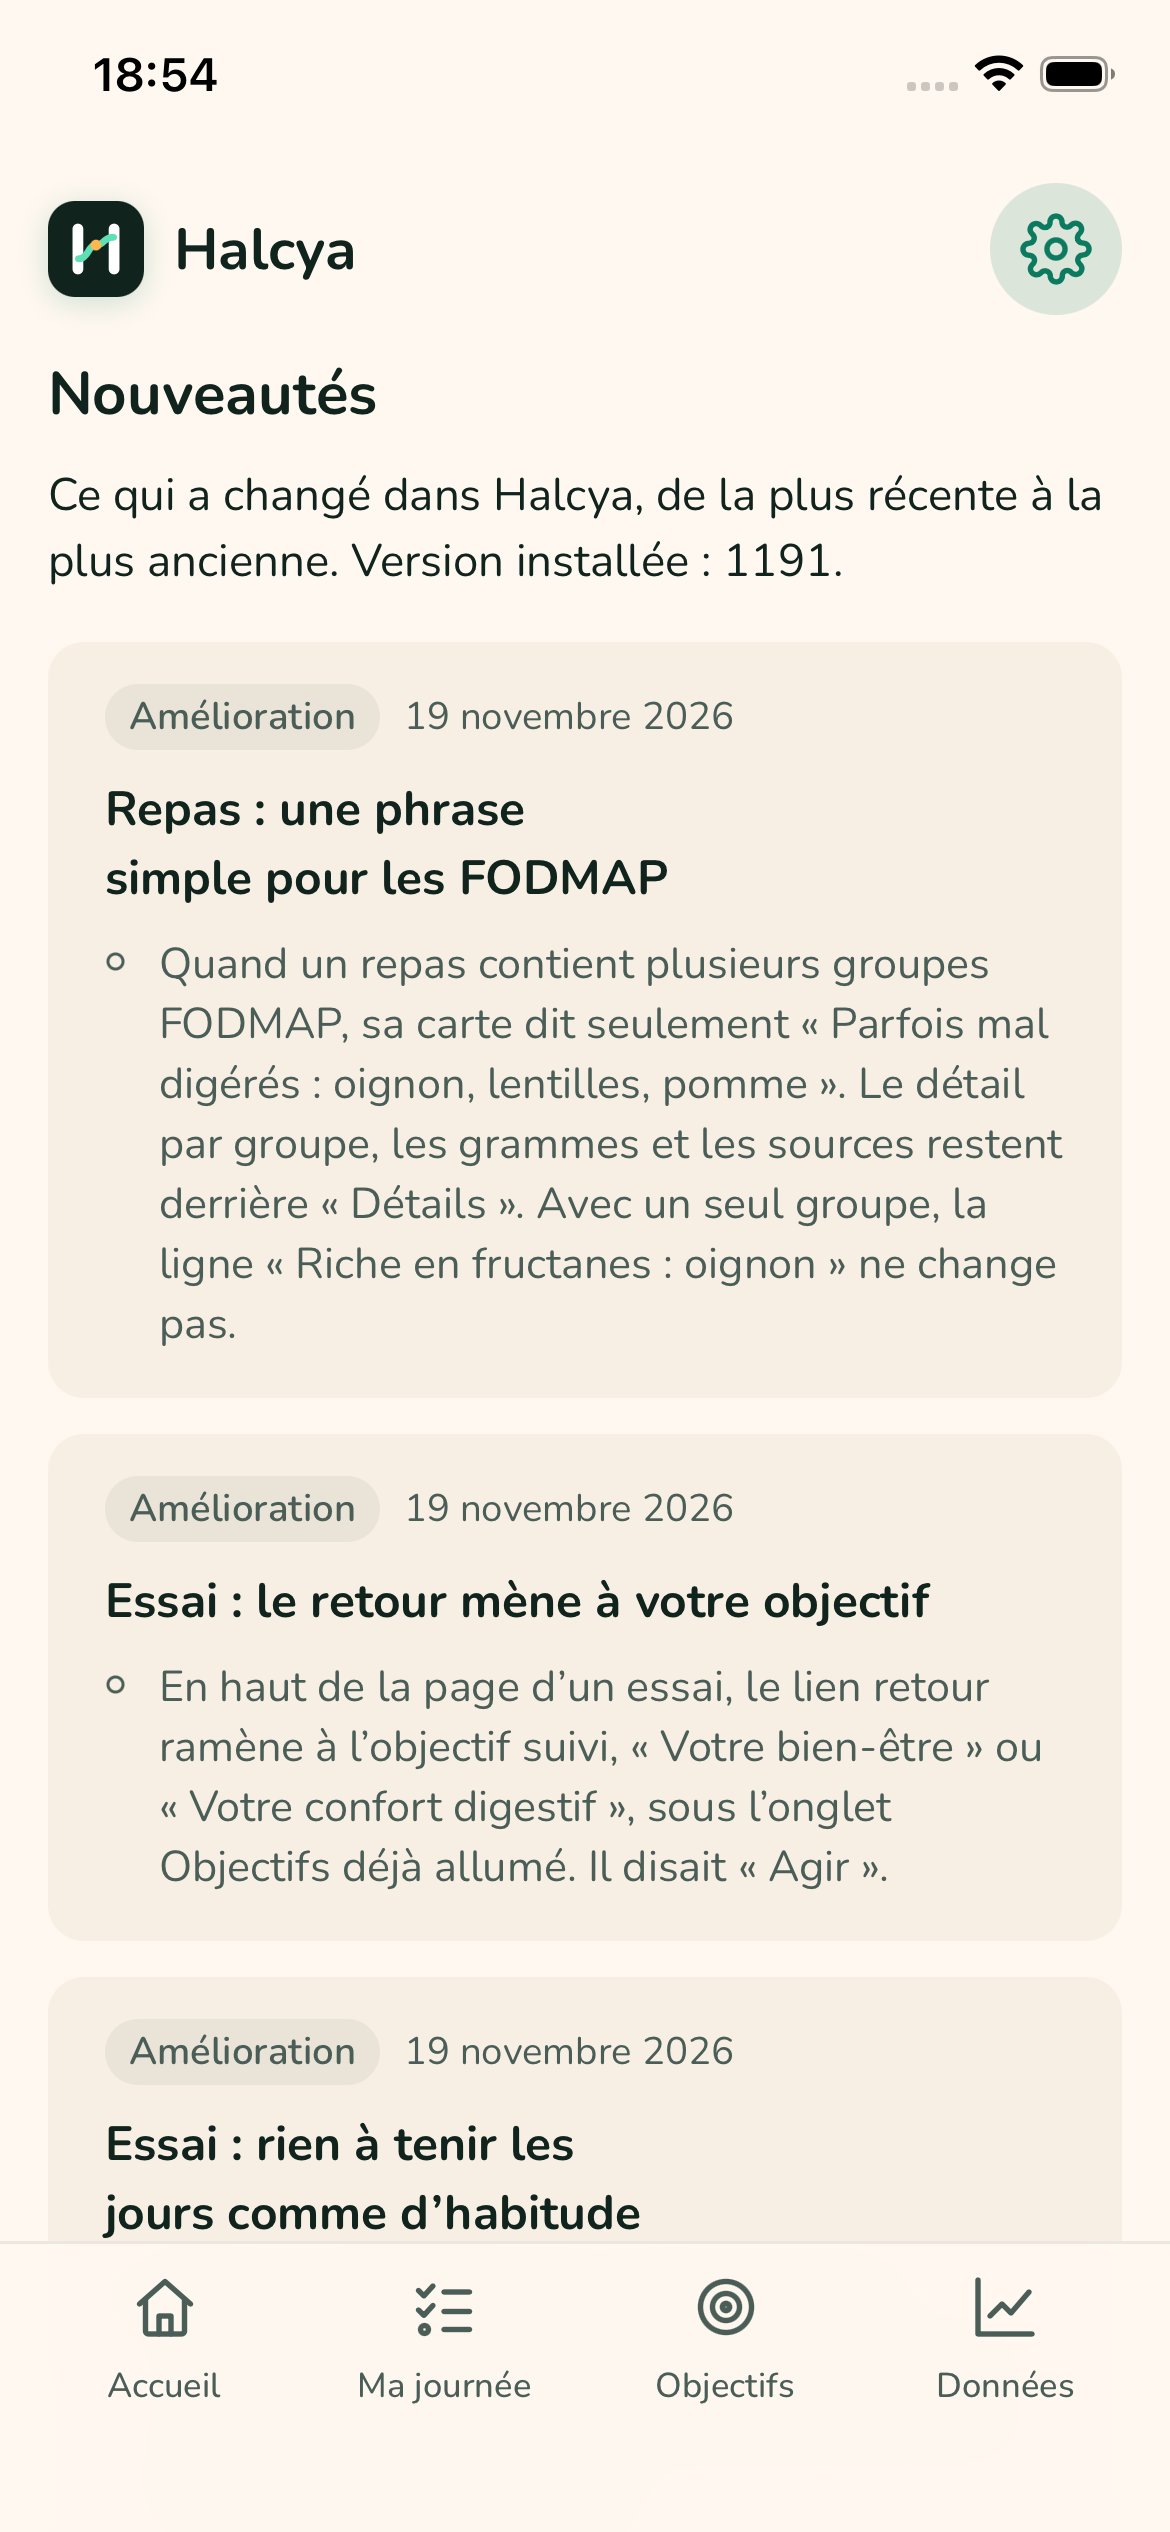 18:54
Halcya
Nouveautés
Ce qui a changé dans Halcya, de la plus récente à la
plus ancienne. Version installée : 1191.
Amélioration 19 novembre 2026
Repas : une phrase
simple pour les FODMAP
Quand un repas contient plusieurs groupes
FODMAP, sa carte dit seulement « Parfois mal
digérés : oignon, lentilles, pomme ». Le détail
par groupe, les grammes et les sources restent
derrière « Détails ». Avec un seul groupe, la
ligne « Riche en fructanes : oignon » ne change
pas.
Amélioration 19 novembre 2026
Essai : le retour mène à votre objectif
En haut de la page d’un essai, le lien retour
ramène à l’objectif suivi, « Votre bien-être » ou
« Votre confort digestif », sous l’onglet
Objectifs déjà allumé. Il disait « Agir ».
Amélioration 19 novembre 2026
Essai : rien à tenir les
jours comme d’habitude
Accueil Ma journée Objectifs Données